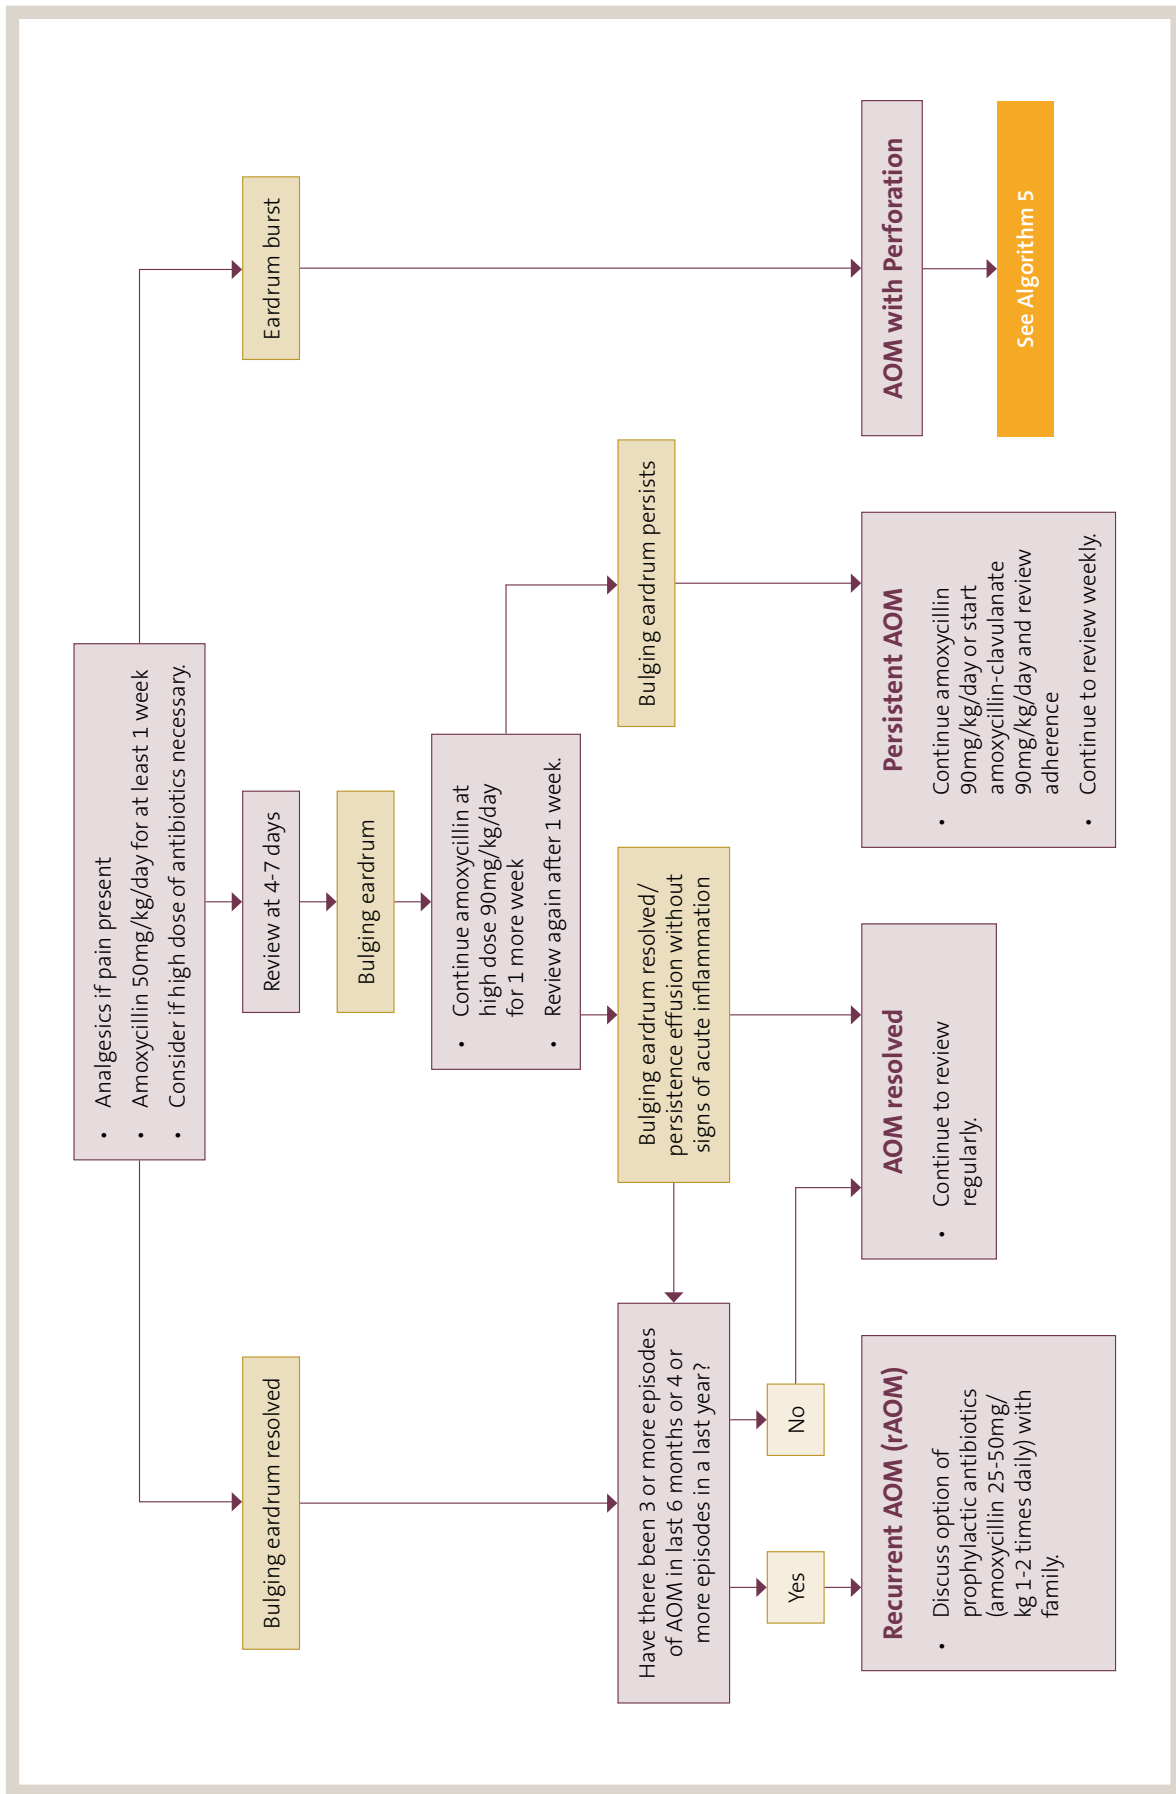 • Analgesics if pain present
• Amoxycillin 50mg/kg/day for at least 1 week
• Consider if high dose of antibiotics necessary.
Bulging eardrum resolved
Review at 4-7 days
Eardrum burst
Bulging eardrum
• Continue amoxycillin at
high dose 90mg/kg/day
for 1 more week
• Review again after 1 week.
Have there been 3 or more episodes
of AOM in last 6 months or 4 or
more episodes in a last year?
Bulging eardrum resolved/
persistence effusion without
signs of acute inflammation
Bulging eardrum persists
Yes
No
Recurrent AOM (rAOM)
• Discuss option of
prophylactic antibiotics
(amoxycillin 25-50mg/
kg 1-2 times daily) with
family.
AOM resolved
• Continue to review
regularly.
Persistent AOM
• Continue amoxycillin
90mg/kg/day or start
amoxycillin-clavulanate
90mg/kg/day and review
adherence
• Continue to review weekly.
AOM with Perforation
See Algorithm 5